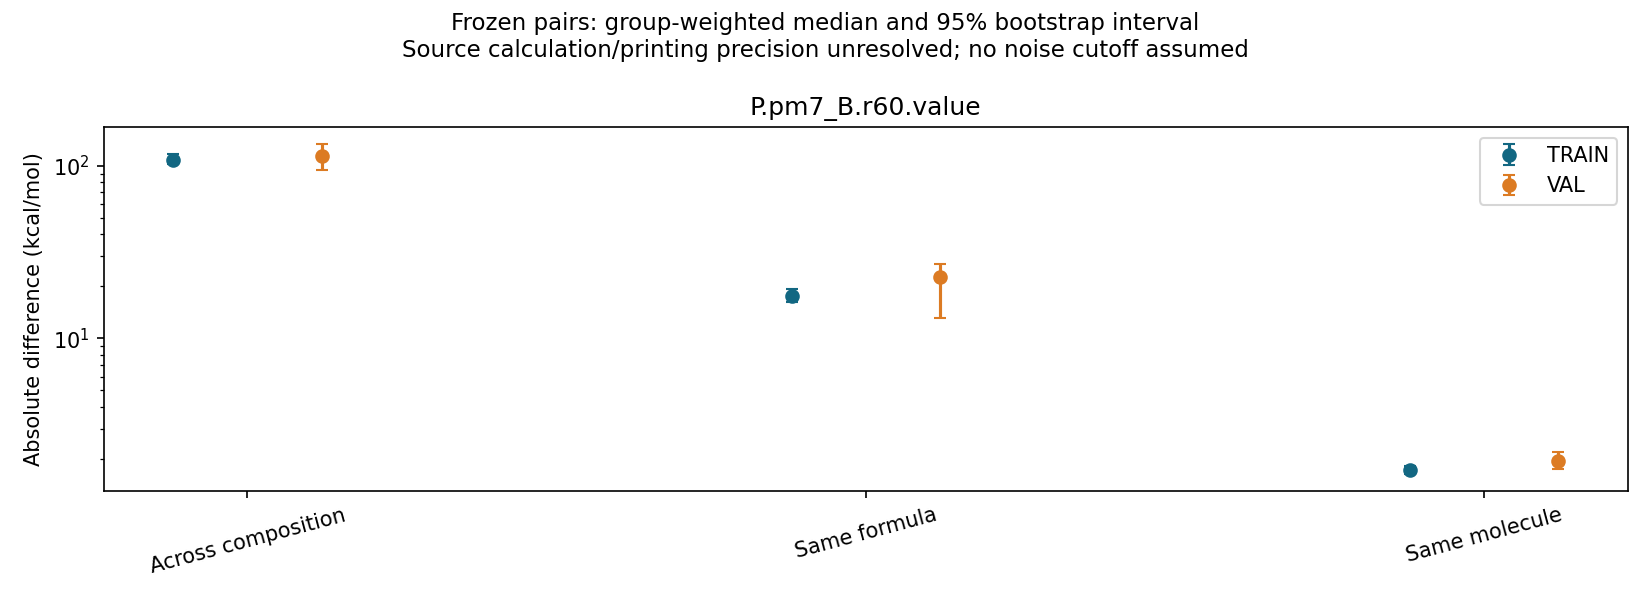 Frozen pairs: group-weighted median and 95% bootstrap interval
Source calculation/printing precision unresolved; no noise cutoff assumed
P.pm7_B.r60.value
Absolute difference (kcal/mol)
10²
10¹
TRAIN
VAL
Across composition
Same formula
Same molecule